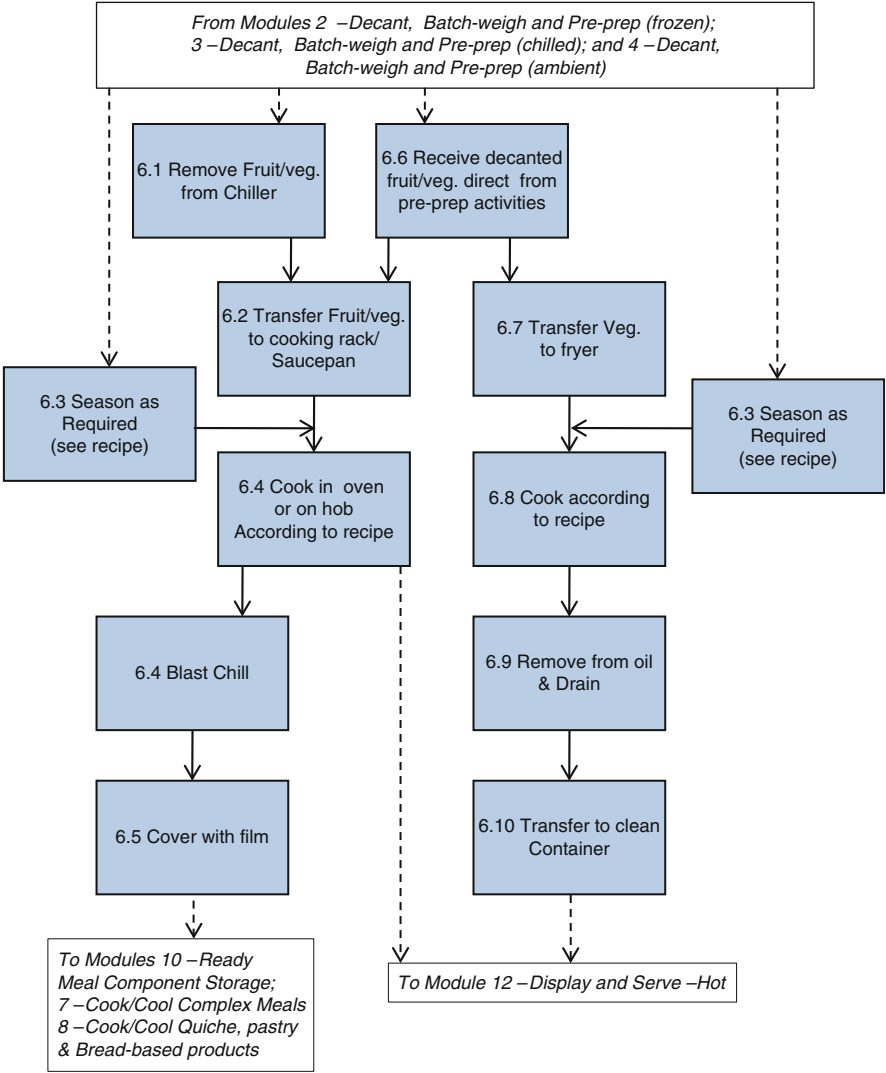 From Modules 2 –Decant, Batch-weigh and Pre-prep (frozen);
3 –Decant, Batch-weigh and Pre-prep (chilled); and 4 –Decant,
Batch-weigh and Pre-prep (ambient)
6.1 Remove Fruit/veg.
from Chiller
6.6 Receive decanted
fruit/veg. direct from
pre-prep activities
6.2 Transfer Fruit/veg.
to cooking rack/
Saucepan
6.7 Transfer Veg.
to fryer
6.3 Season as
Required
(see recipe)
6.3 Season as
Required
(see recipe)
6.4 Cook in oven
or on hob
According to recipe
6.8 Cook according
to recipe
6.4 Blast Chill
6.9 Remove from oil
& Drain
6.5 Cover with film
6.10 Transfer to clean
Container
To Modules 10 –Ready
Meal Component Storage;
7 –Cook/Cool Complex Meals
8 –Cook/Cool Quiche, pastry
& Bread-based products
To Module 12 –Display and Serve –Hot